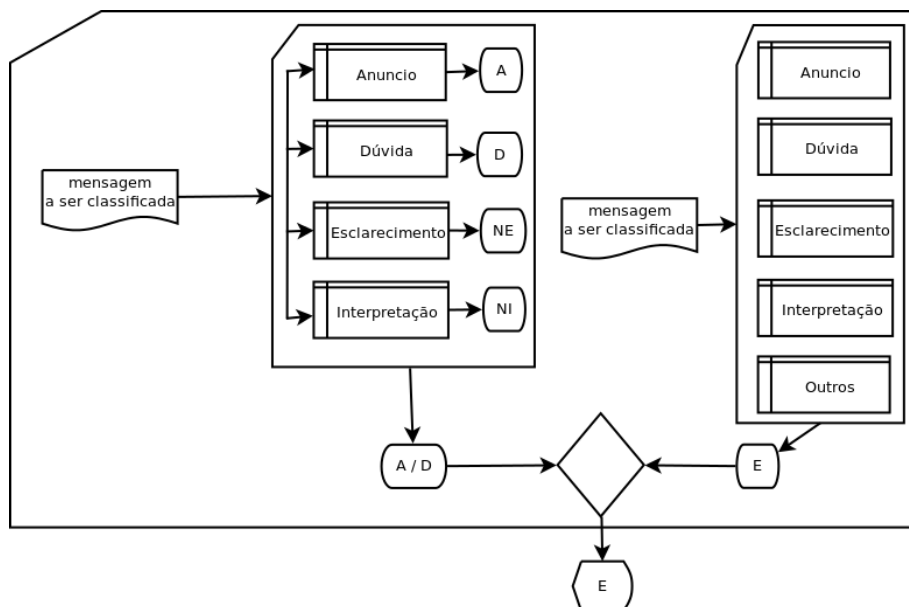 Anuncio
A
Dúvida
D
mensagem
a ser classificada
Esclarecimento
NE
Interpretação
NI
A / D
mensagem
a ser classificada
Anuncio
Dúvida
Esclarecimento
Interpretação
Outros
E
E